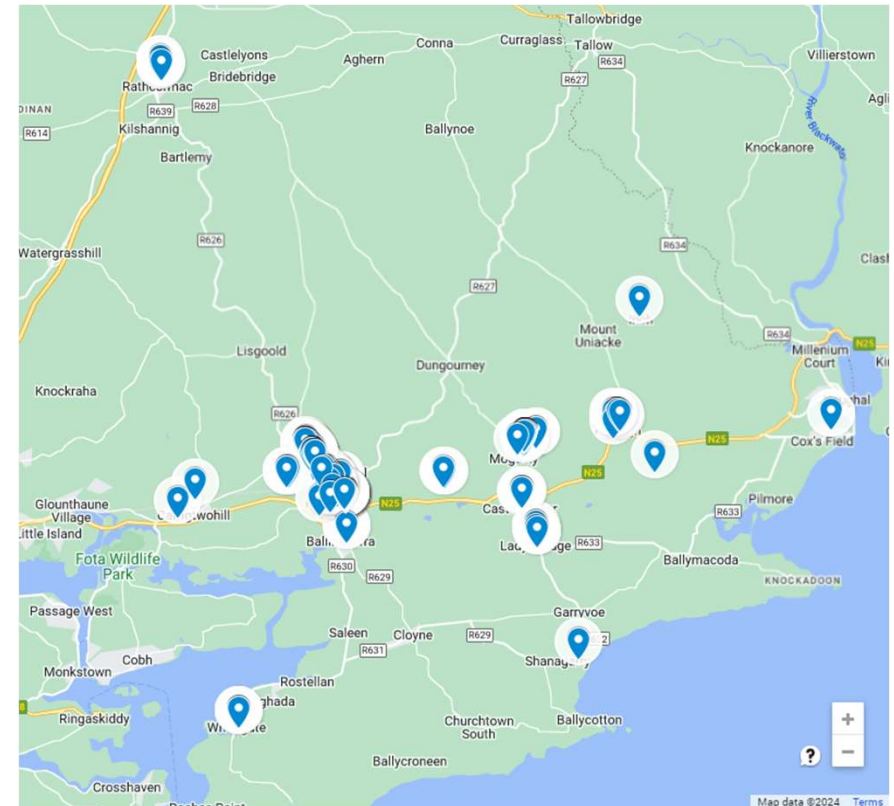 Tallowbridge
Curraglass
Tallow
Conna
R634
Castlelyons
Aghern
Villierstown
Bridebridge
R627
R628
R639
R614
Kilshannig
Ballynoe
River Blackwater
Knockanore
Bartlemy
R626
R634
Watergrasshill
R627
Mount
Uniacke
R634
N25
Lisgoold
Millenium
Court
Dungourney
Knockraha
R626
N25
Cox's Field
N25
Glounthaune
Village
Little Island
N25
Pilmore
R633
R633
Fota Wildlife
Park
Ballymacoda
R630
R629
KNOCKADOON
Passage West
Garryvoe
Saleen
Cloyne
R629
R631
Cobh
Monkstown
Rostellan
Ringaskiddy
Churchtown
South
Ballycotton
Ballycroneen
Crosshaven
+
−
?
Map data ©2024
Terms